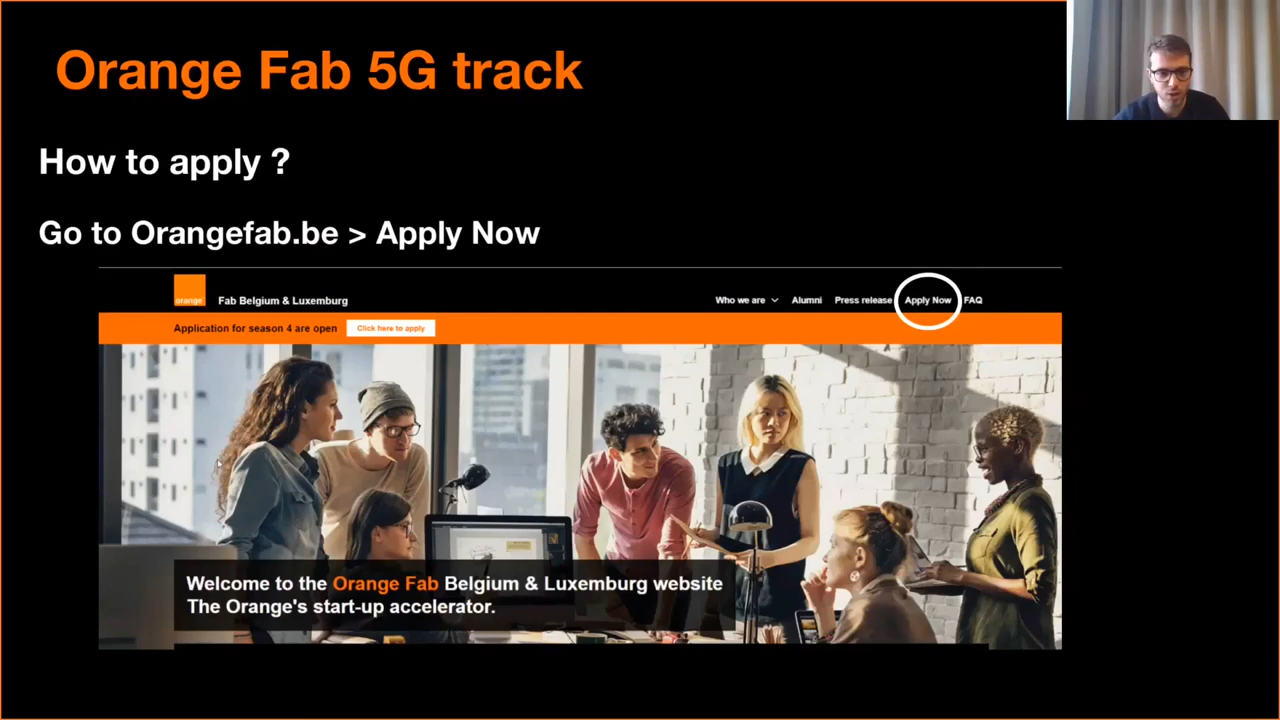 Orange Fab 5G track
How to apply ?
Go to Orangefab.be > Apply Now
orange
Fab Belgium & Luxemburg
Who we are
Alumni
Press release
Apply Now
FAQ
Application for season 4 are open
Click here to apply
Welcome to the Orange Fab Belgium & Luxemburg website
The Orange's start-up accelerator.